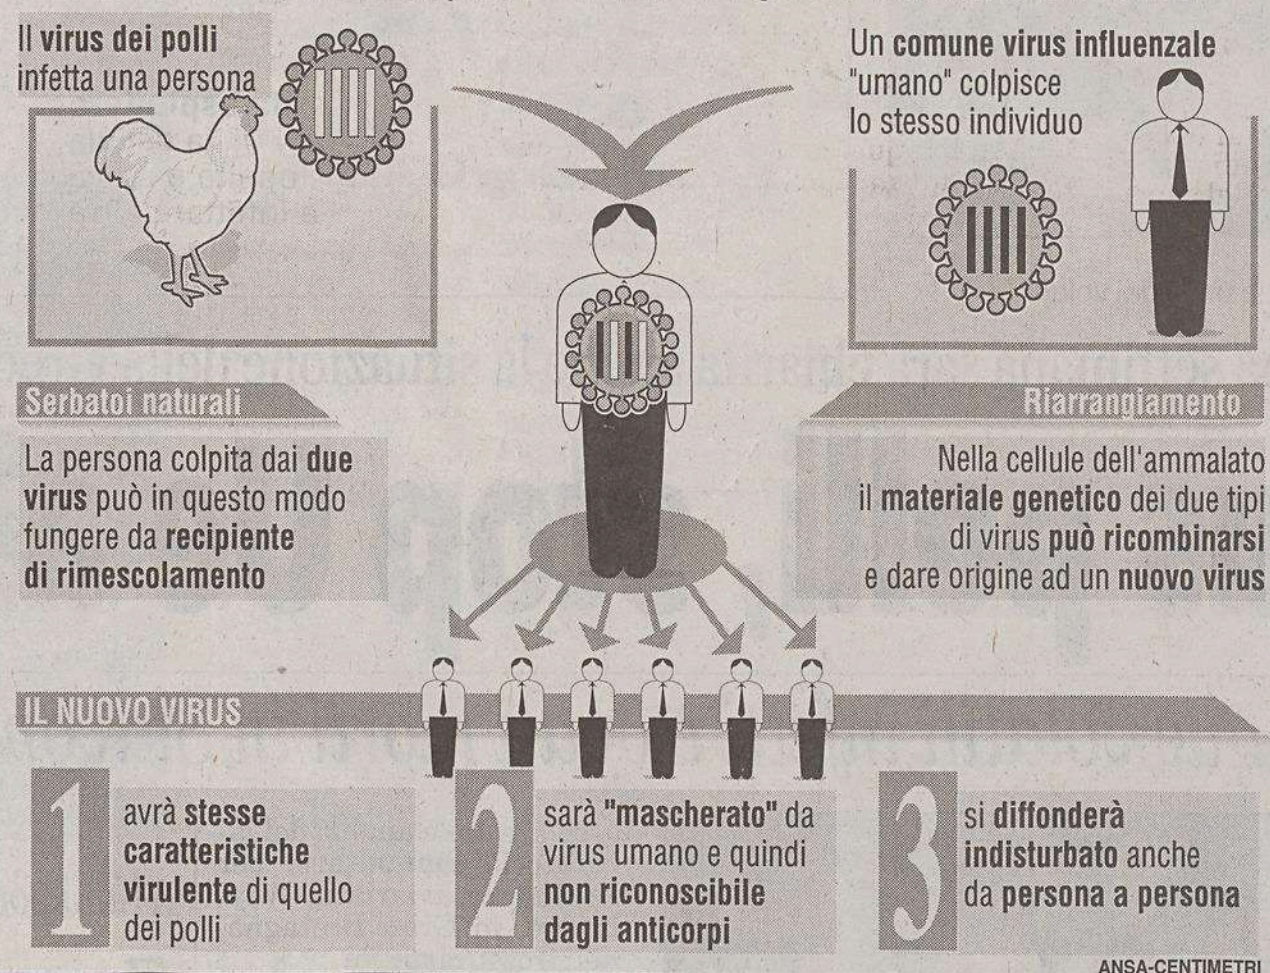 Il virus dei polli
infetta una persona
Un comune virus influenzale
"umano" colpisce
lo stesso individuo
Serbatoi naturali
La persona colpita dai due
virus può in questo modo
fungere da recipiente
di rimescolamento
Riarrangiamento
Nella cellule dell'ammalato
il materiale genetico dei due tipi
di virus può ricombinarsi
e dare origine ad un nuovo virus
IL NUOVO VIRUS
1
avrà stesse
caratteristiche
virulente di quello
dei polli
2
sarà "mascherato" da
virus umano e quindi
non riconoscibile
dagli anticorpi
3
si diffonderà
indisturbato anche
da persona a persona
ANSA-CENTIMETRI